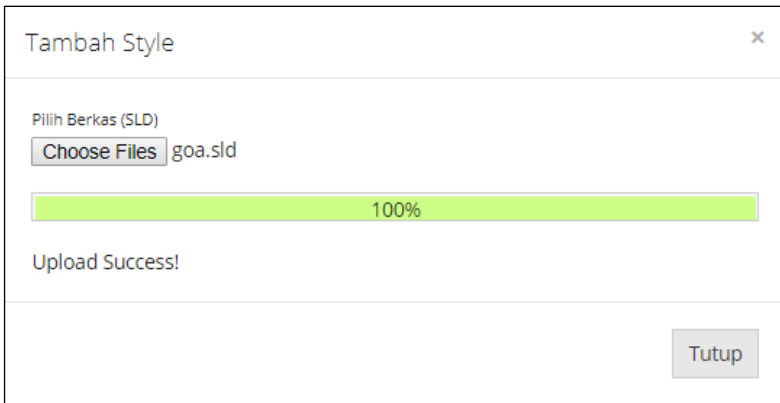 Tambah Style ×
Pilih Berkas (SLD)
Choose Files goa.sld
100%
Upload Success!
Tutup